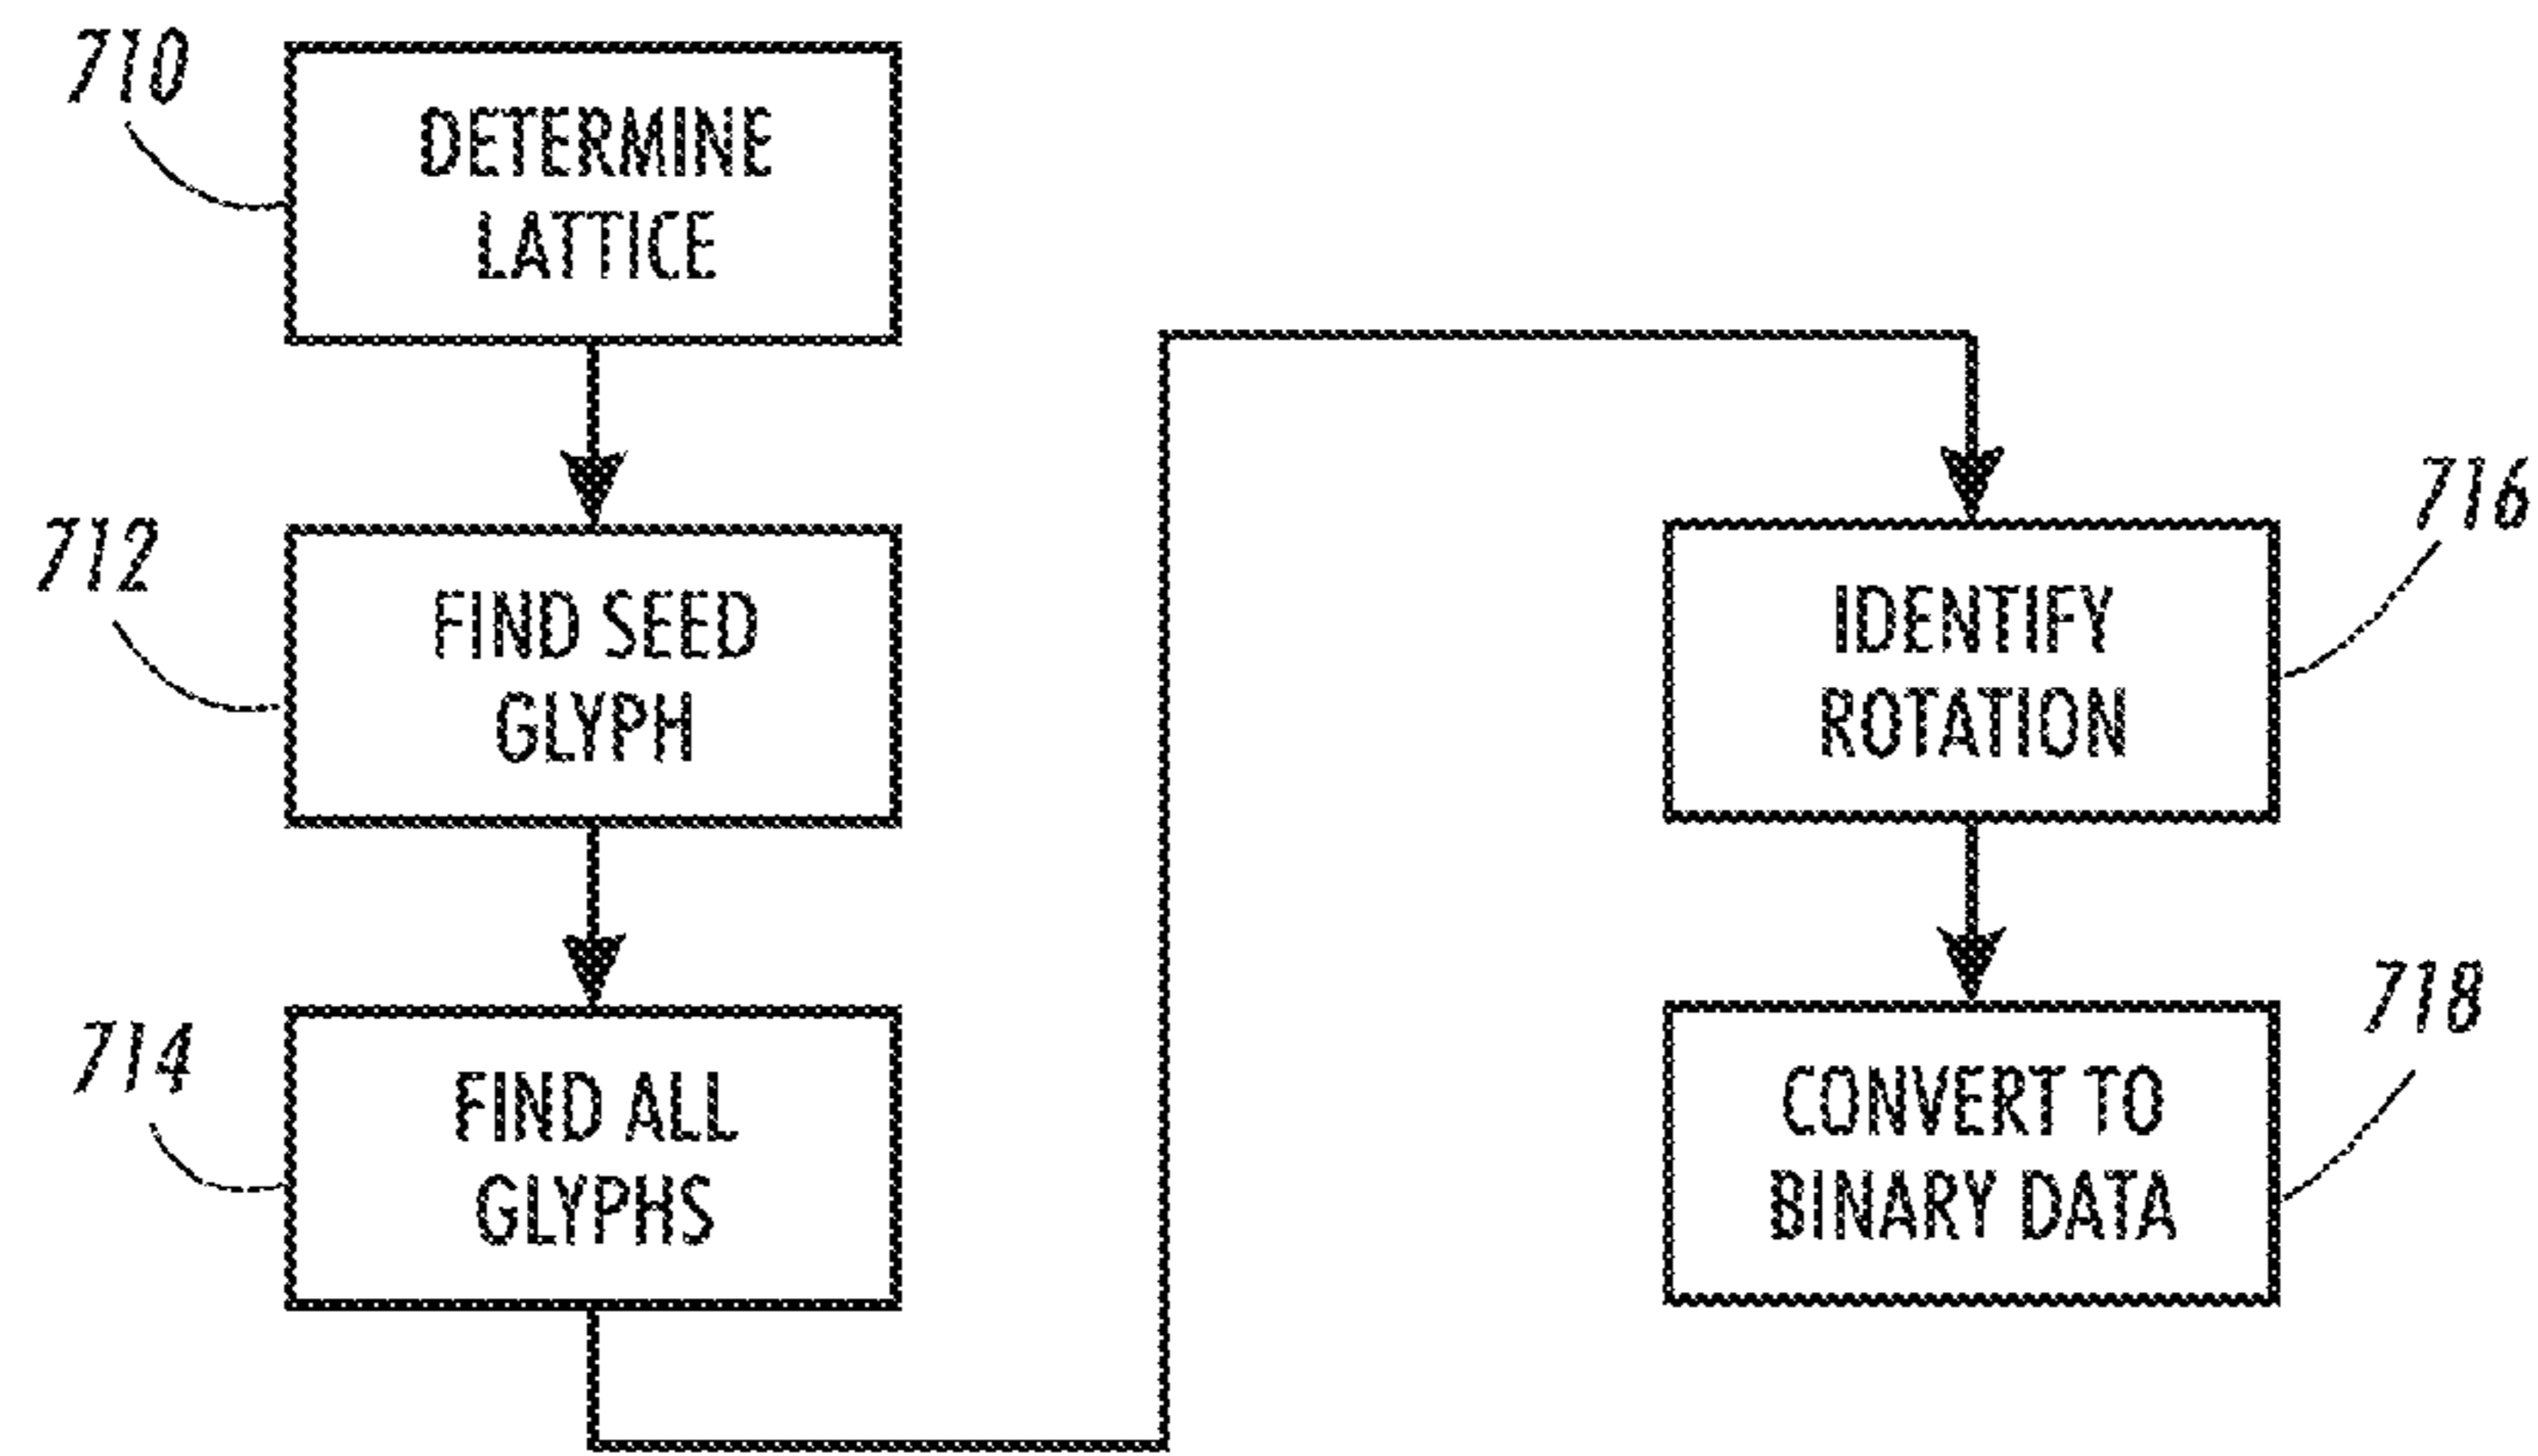 710
DETERMINE
LATTICE
712
FIND SEED
GLYPH
714
FIND ALL
GLYPHS
716
IDENTIFY
ROTATION
718
CONVERT TO
BINARY DATA